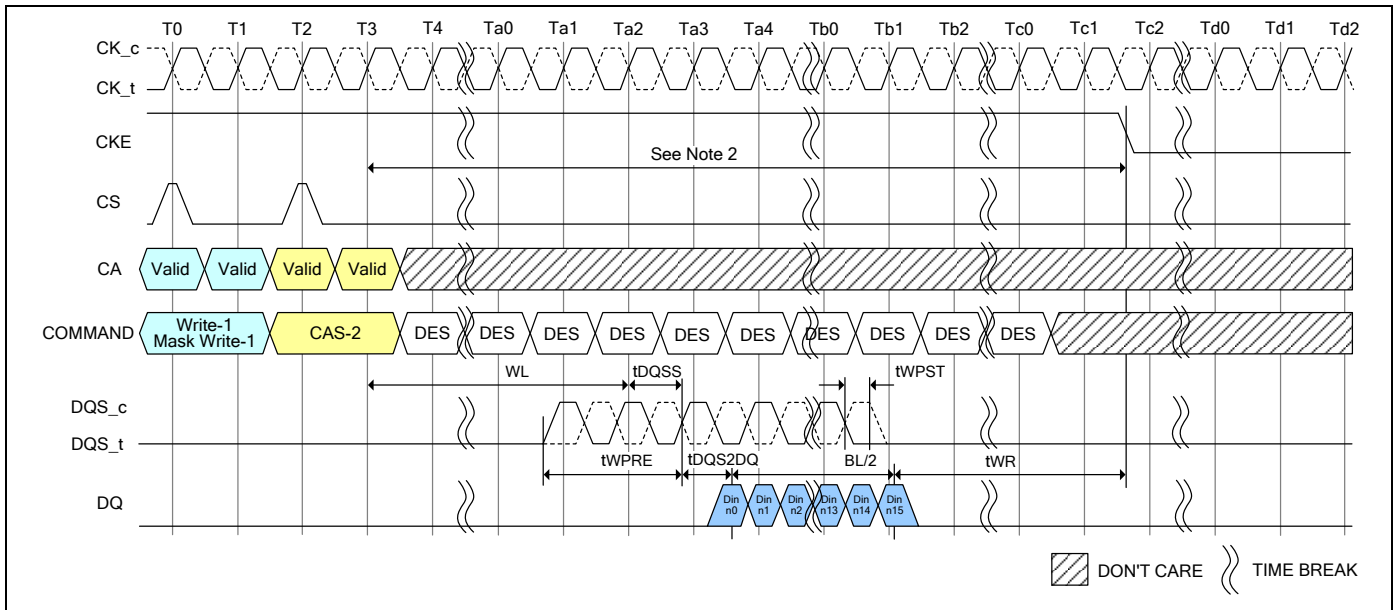 T0 T1 T2 T3 T4 Ta0 Ta1 Ta2 Ta3 Ta4 Tb0 Tb1 Tb2 Tc0 Tc1 Tc2 Td0 Td1 Td2
CK_c
CK_t
CKE
See Note 2
CS
CA Valid Valid Valid Valid
COMMAND Write-1 Mask Write-1 CAS-2 DES DES DES DES DES DES DES DES DES DES
WL tDQSS tWPST
DQS_c
DQS_t
tWPRE tDQS2DQ BL/2 tWR
DQ Din n0 Din n1 Din n2 Din n13 Din n14 Din n15
DON'T CARE TIME BREAK